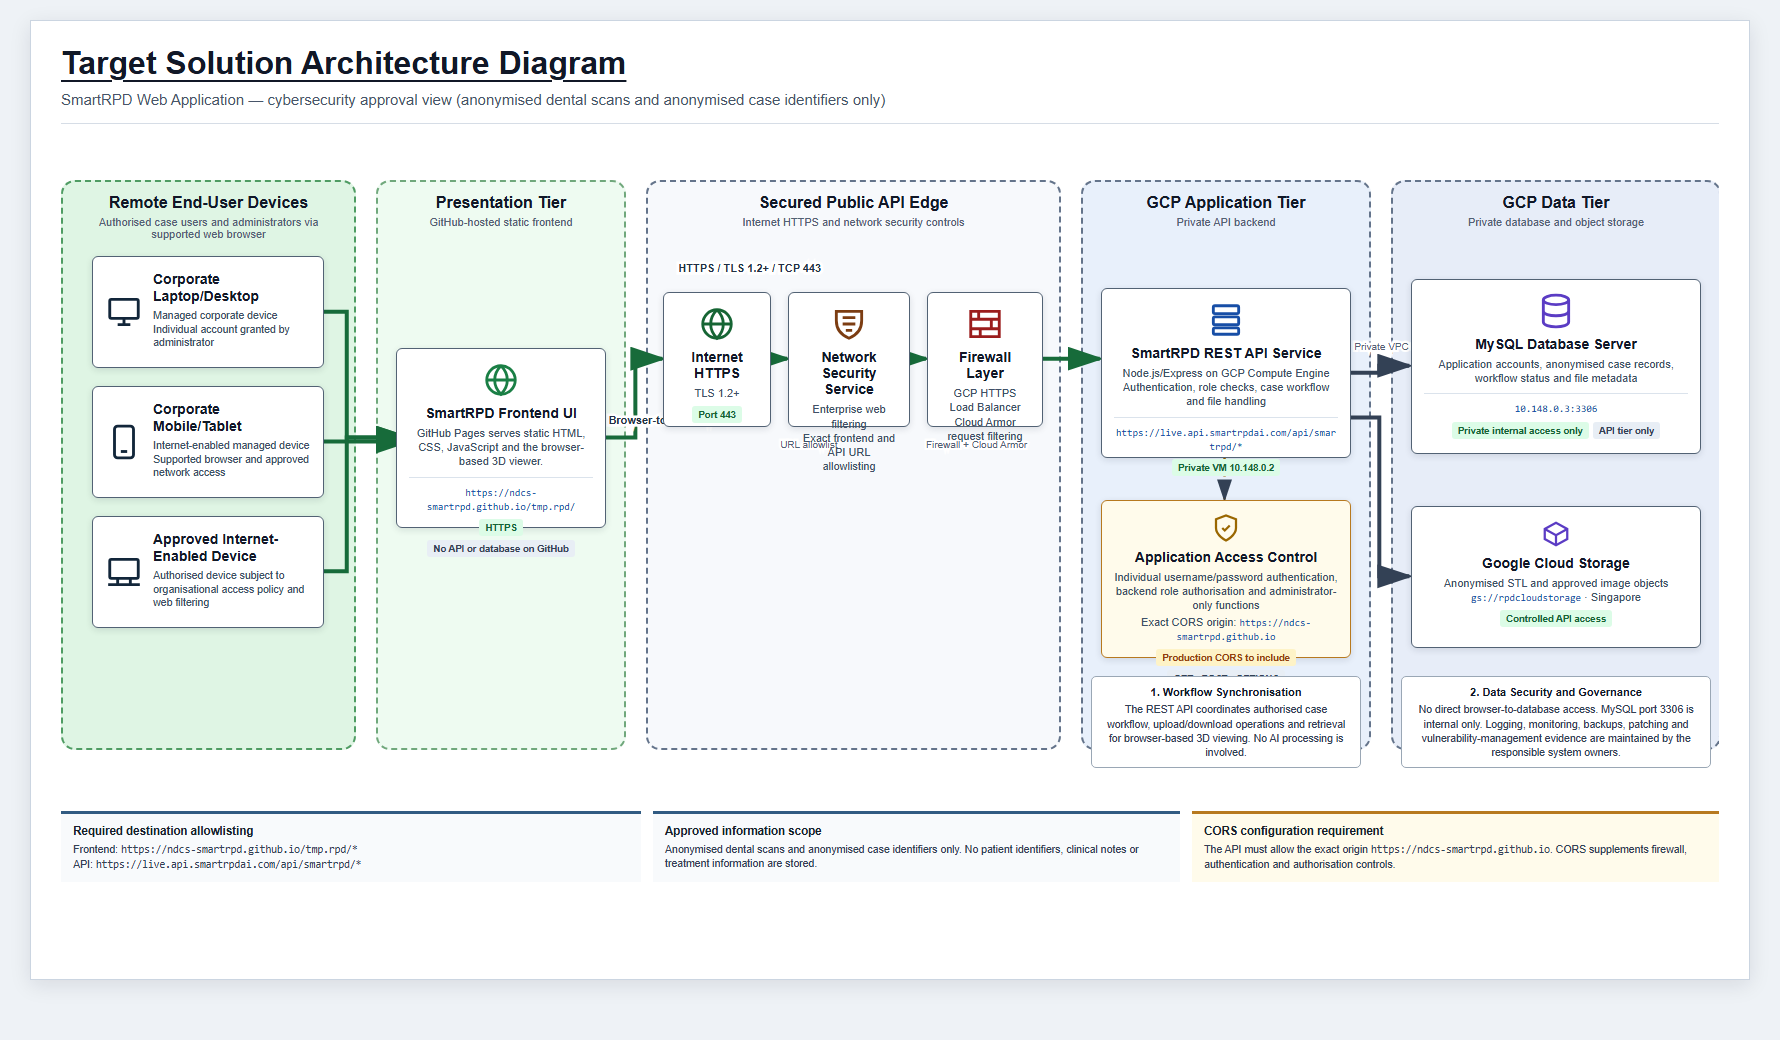 Target Solution Architecture Diagram
SmartRPD Web Application — cybersecurity approval view (anonymised dental scans and anonymised case identifiers only)
Remote End-User Devices
Authorised case users and administrators via
supported web browser
Corporate
Laptop/Desktop
Managed corporate device
Individual account granted by
administrator
Corporate
Mobile/Tablet
Internet-enabled managed device
Supported browser and approved
network access
Approved Internet-
Enabled Device
Authorised device subject to
organisational access policy and
web filtering
Presentation Tier
GitHub-hosted static frontend
SmartRPD Frontend UI
GitHub Pages serves static HTML,
CSS, JavaScript and the browser-
based 3D viewer.
https://ndcs-
smartrpd.github.io/tmp.rpd/
HTTPS
No API or database on GitHub
Browser-to
Secured Public API Edge
Internet HTTPS and network security controls
HTTPS / TLS 1.2+ / TCP 443
Internet
HTTPS
TLS 1.2+
Port 443
Network
Security
Service
Enterprise web
filtering
Exact frontend and
API URL
allowlisting
URL allowlist
Firewall
Layer
GCP HTTPS
Load Balancer
Cloud Armor
request filtering
Firewall + Cloud Armor
GCP Application Tier
Private API backend
SmartRPD REST API Service
Node.js/Express on GCP Compute Engine
Authentication, role checks, case workflow
and file handling
https://live.api.smartrpdai.com/api/smar
trpd/*
Private VM 10.148.0.2
Application Access Control
Individual username/password authentication,
backend role authorisation and administrator-
only functions
Exact CORS origin: https://ndcs-
smartrpd.github.io
Production CORS to include
1. Workflow Synchronisation
The REST API coordinates authorised case
workflow, upload/download operations and retrieval
for browser-based 3D viewing. No AI processing is
involved.
Private VPC
GCP Data Tier
Private database and object storage
MySQL Database Server
Application accounts, anonymised case records,
workflow status and file metadata
10.148.0.3:3306
Private internal access only
API tier only
Google Cloud Storage
Anonymised STL and approved image objects
gs://rpdcloudstorage · Singapore
Controlled API access
2. Data Security and Governance
No direct browser-to-database access. MySQL port 3306 is
internal only. Logging, monitoring, backups, patching and
vulnerability-management evidence are maintained by the
responsible system owners.
Required destination allowlisting
Frontend: https://ndcs-smartrpd.github.io/tmp.rpd/*
API: https://live.api.smartrpdai.com/api/smartrpd/*
Approved information scope
Anonymised dental scans and anonymised case identifiers only. No patient identifiers, clinical notes or
treatment information are stored.
CORS configuration requirement
The API must allow the exact origin https://ndcs-smartrpd.github.io. CORS supplements firewall,
authentication and authorisation controls.